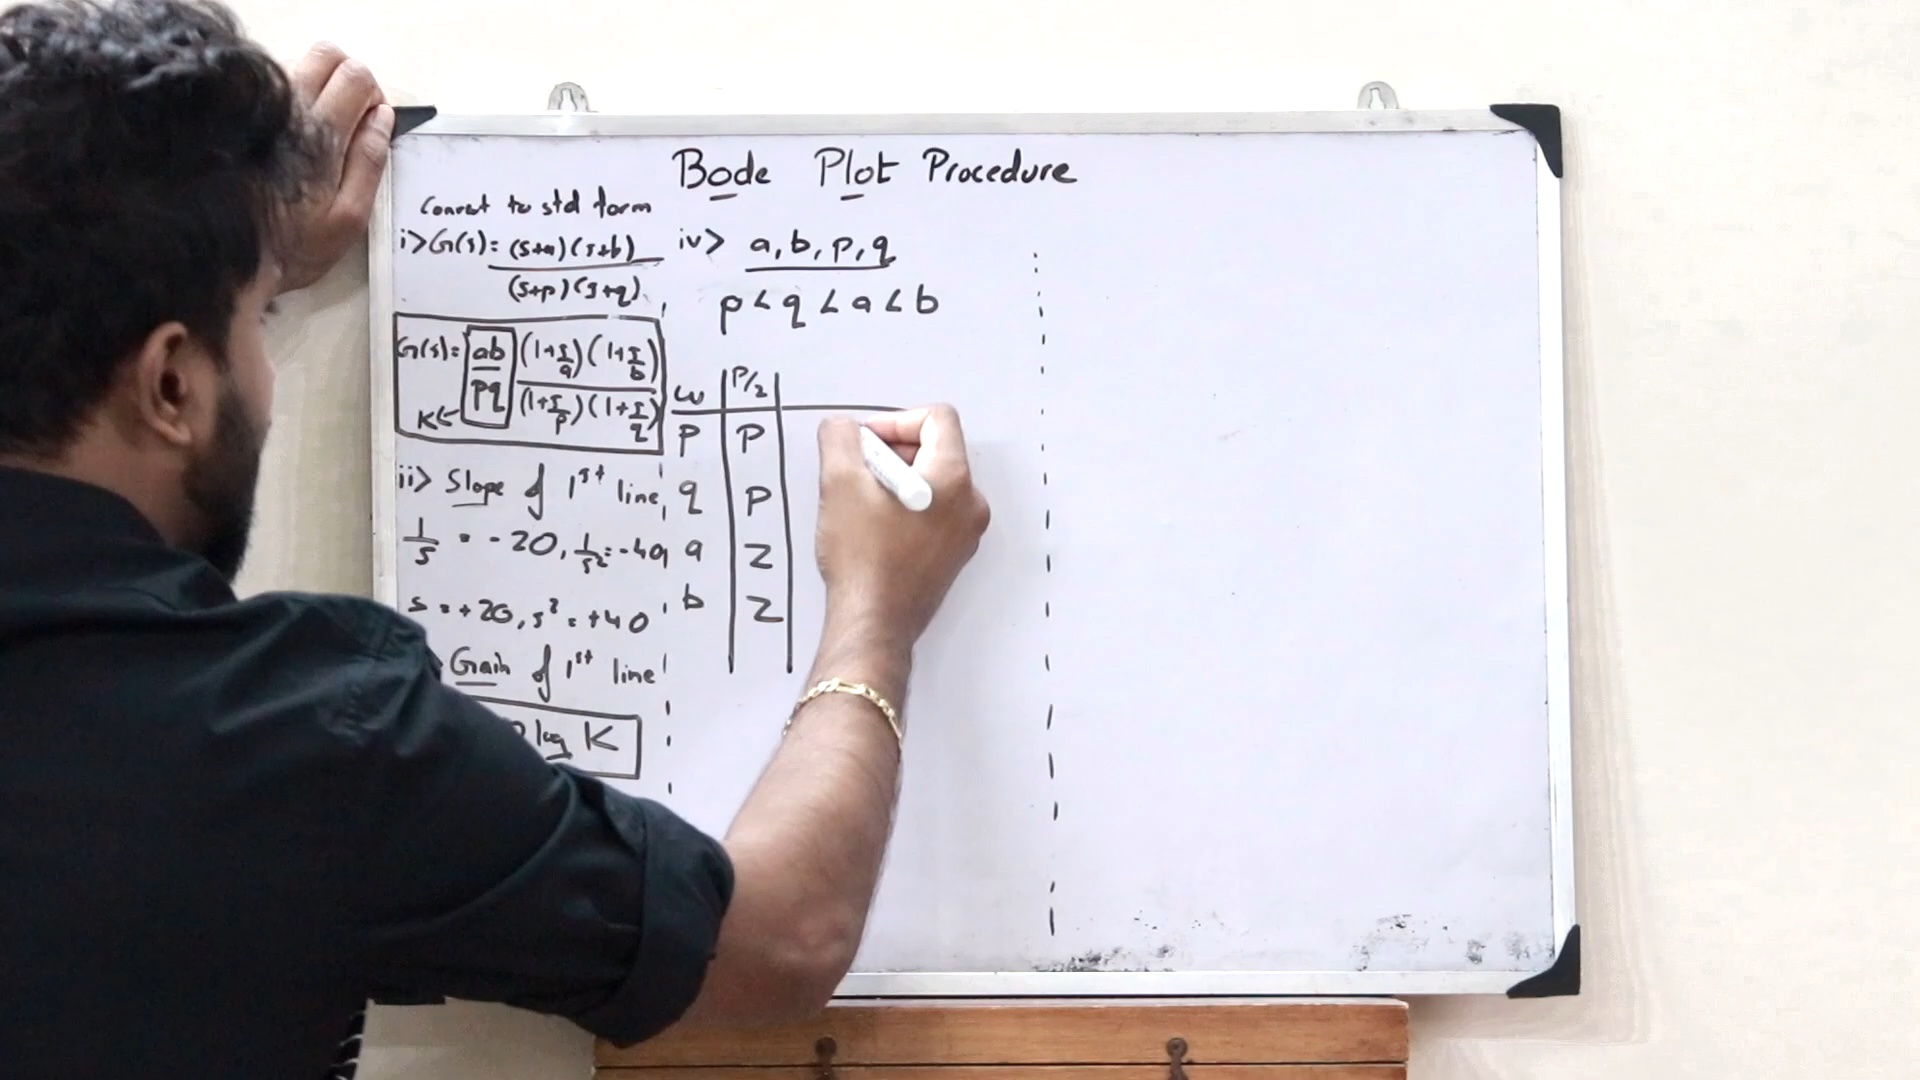 Bode Plot Procedure
Convert to std form
i> G(s) = (s+a)(s+b)
(s+p)(s+q)
G(s) = ab (1+s/a)(1+s/b)
pq (1+s/p)(1+s/q)
K←
ii> Slope of 1st line
1/s = -20, 1/s² = -40
s = +20, s² = +40
Gain of 1st line
log K
iv> a, b, p, q
p < q < a < b
ω P/Z
p P
q P
a Z
b Z